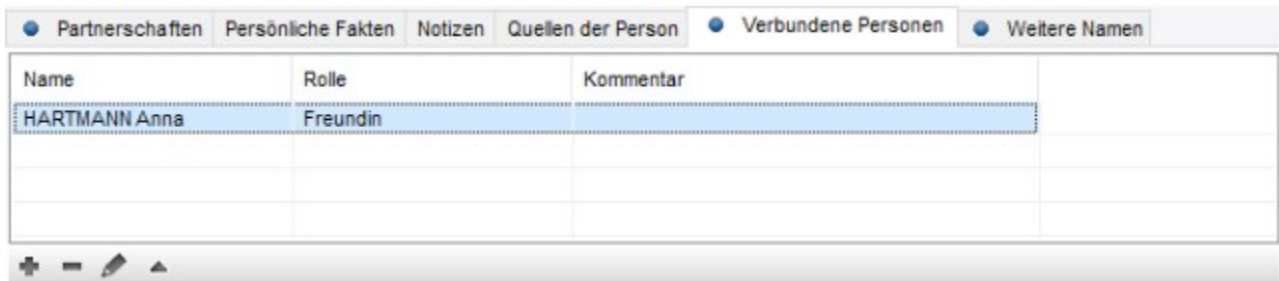 Partnerschaften Persönliche Fakten Notizen Quellen der Person Verbundene Personen Weitere Namen
Name Rolle Kommentar
HARTMANN Anna Freundin